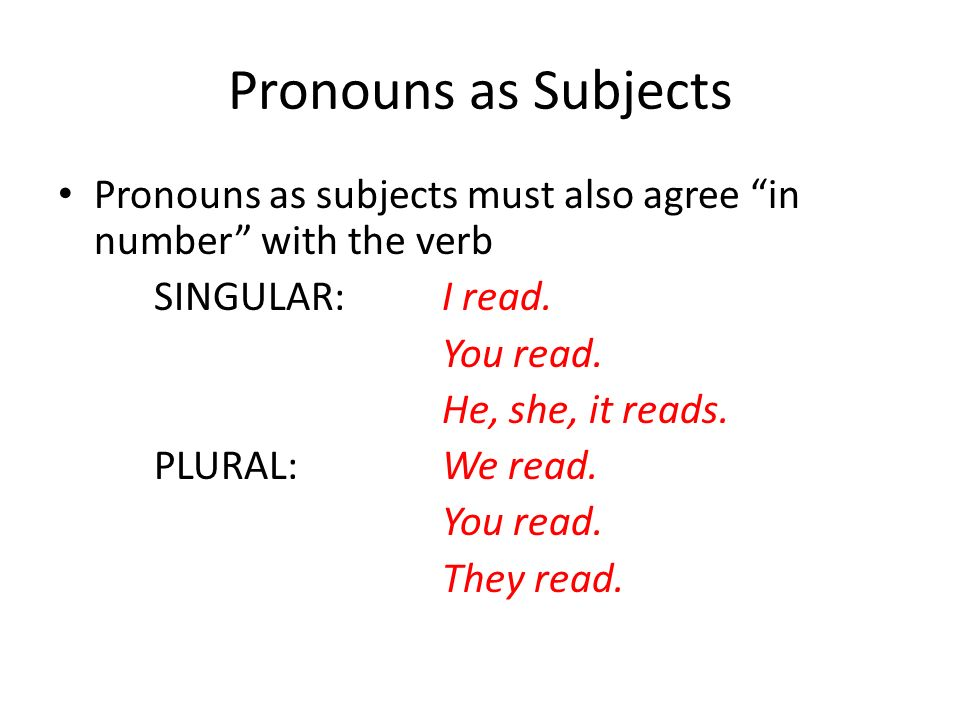 Pronouns as Subjects
• Pronouns as subjects must also agree “in
number” with the verb
SINGULAR: I read.
You read.
He, she, it reads.
PLURAL: We read.
You read.
They read.